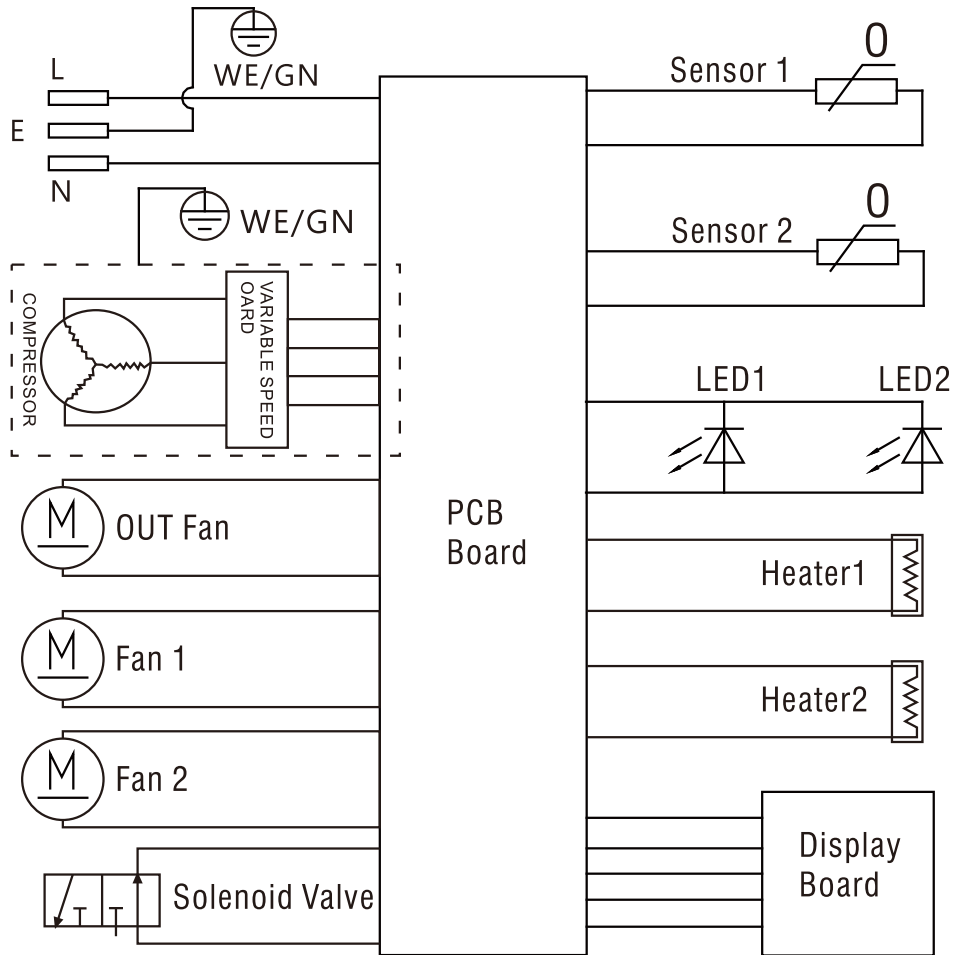 L
WE/GN
E
N
WE/GN
COMPRESSOR
VARIABLE SPEED
OARD
M
OUT Fan
M
Fan 1
M
Fan 2
Solenoid Valve
PCB
Board
Sensor 1
0
Sensor 2
0
LED1
LED2
Heater1
Heater2
Display
Board